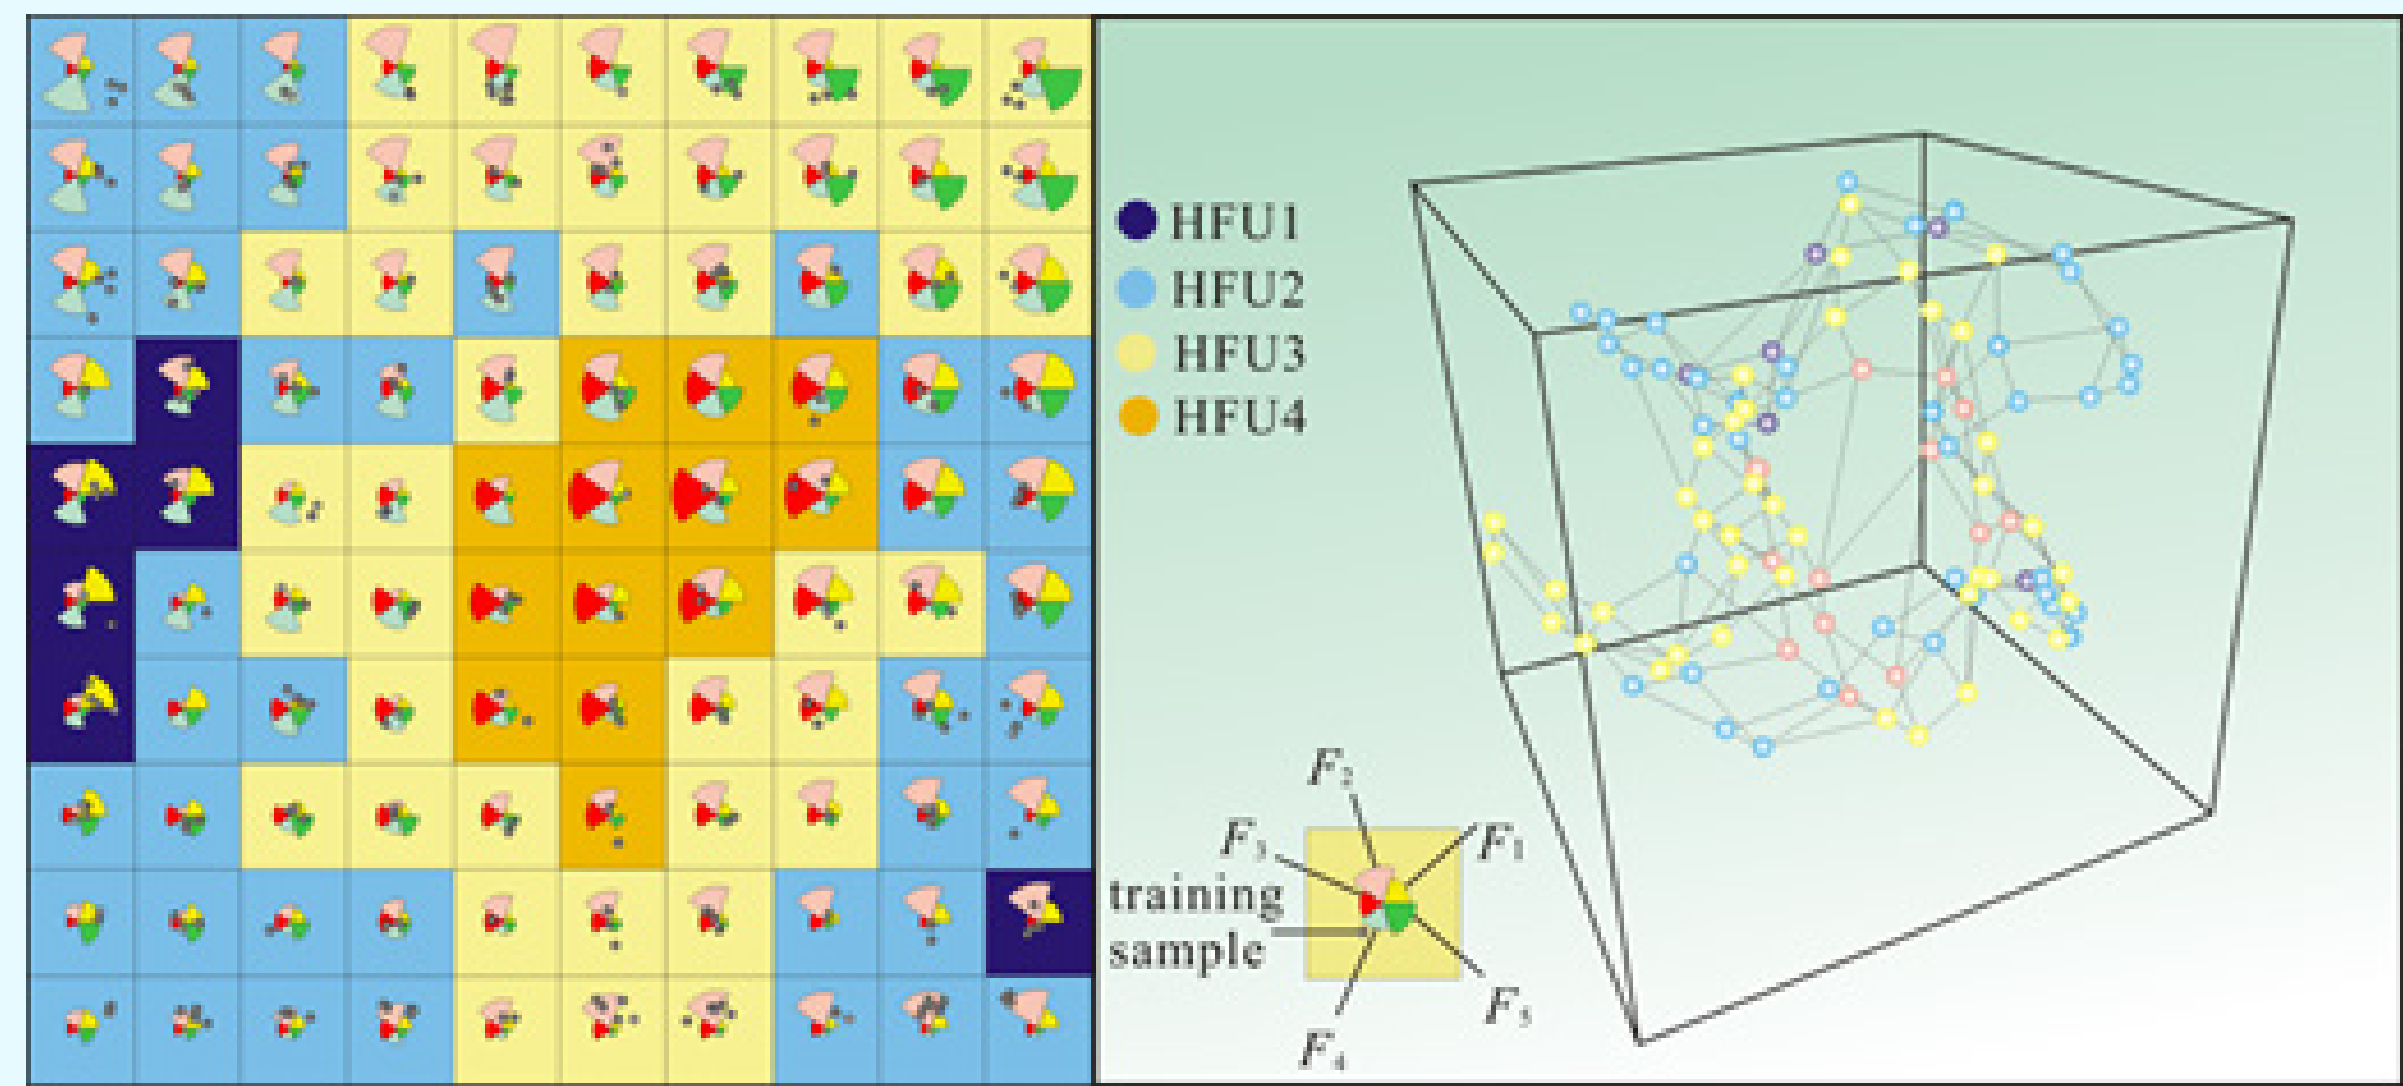 HFU1
HFU2
HFU3
HFU4
F2
F3
F1
training
sample
F5
F4